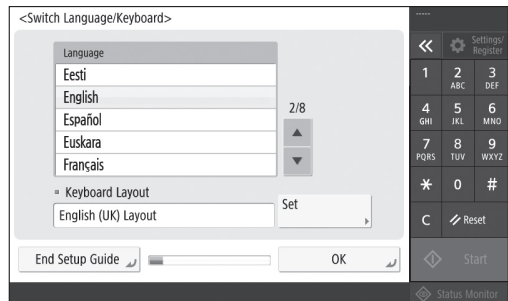 <Switch Language/Keyboard>
-----
Settings/
Register
Language
Eesti
English
Español
Euskara
Français
2/8
Keyboard Layout
English (UK) Layout
Set
End Setup Guide
OK
1
2
ABC
3
DEF
4
GHI
5
JKL
6
MNO
7
PQRS
8
TUV
9
WXYZ
*
0
#
C
Reset
Start
Status Monitor